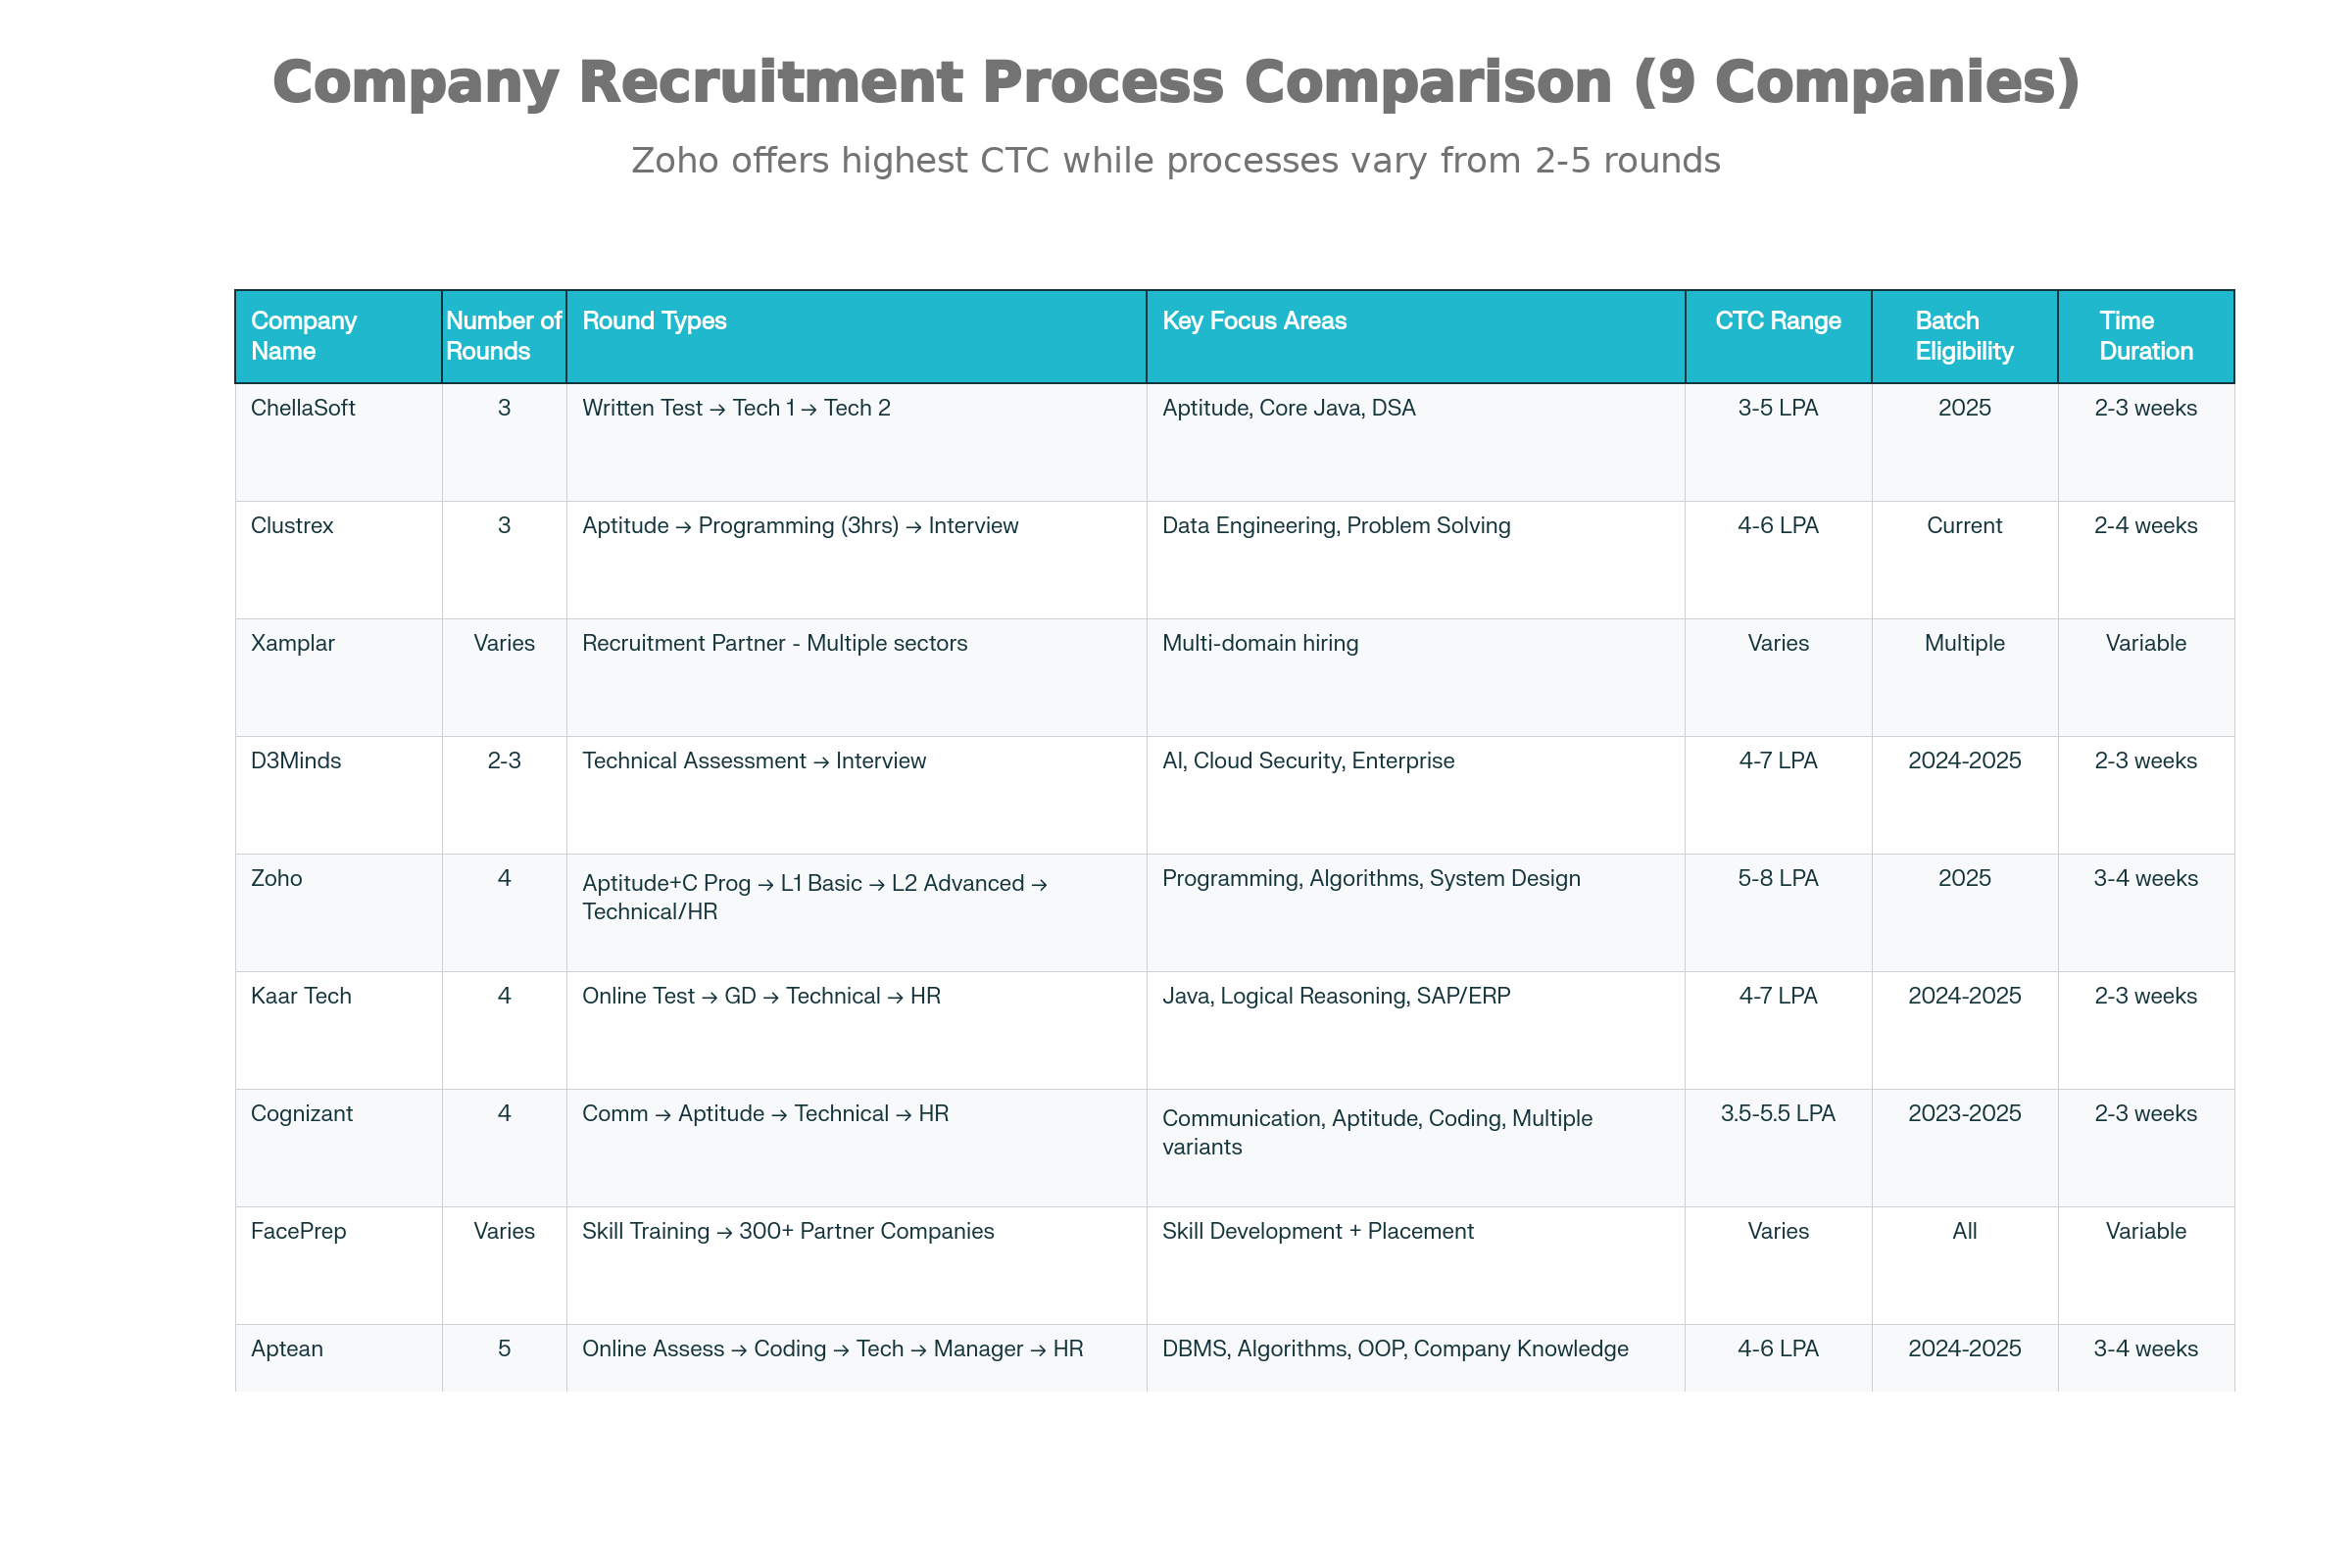 Company Recruitment Process Comparison (9 Companies)
Zoho offers highest CTC while processes vary from 2-5 rounds
Company Name Number of Rounds Round Types Key Focus Areas CTC Range Batch Eligibility Time Duration
ChellaSoft 3 Written Test → Tech 1 → Tech 2 Aptitude, Core Java, DSA 3-5 LPA 2025 2-3 weeks
Clustrex 3 Aptitude → Programming (3hrs) → Interview Data Engineering, Problem Solving 4-6 LPA Current 2-4 weeks
Xamplar Varies Recruitment Partner - Multiple sectors Multi-domain hiring Varies Multiple Variable
D3Minds 2-3 Technical Assessment → Interview AI, Cloud Security, Enterprise 4-7 LPA 2024-2025 2-3 weeks
Zoho 4 Aptitude+C Prog → L1 Basic → L2 Advanced → Technical/HR Programming, Algorithms, System Design 5-8 LPA 2025 3-4 weeks
Kaar Tech 4 Online Test → GD → Technical → HR Java, Logical Reasoning, SAP/ERP 4-7 LPA 2024-2025 2-3 weeks
Cognizant 4 Comm → Aptitude → Technical → HR Communication, Aptitude, Coding, Multiple variants 3.5-5.5 LPA 2023-2025 2-3 weeks
FacePrep Varies Skill Training → 300+ Partner Companies Skill Development + Placement Varies All Variable
Aptean 5 Online Assess → Coding → Tech → Manager → HR DBMS, Algorithms, OOP, Company Knowledge 4-6 LPA 2024-2025 3-4 weeks